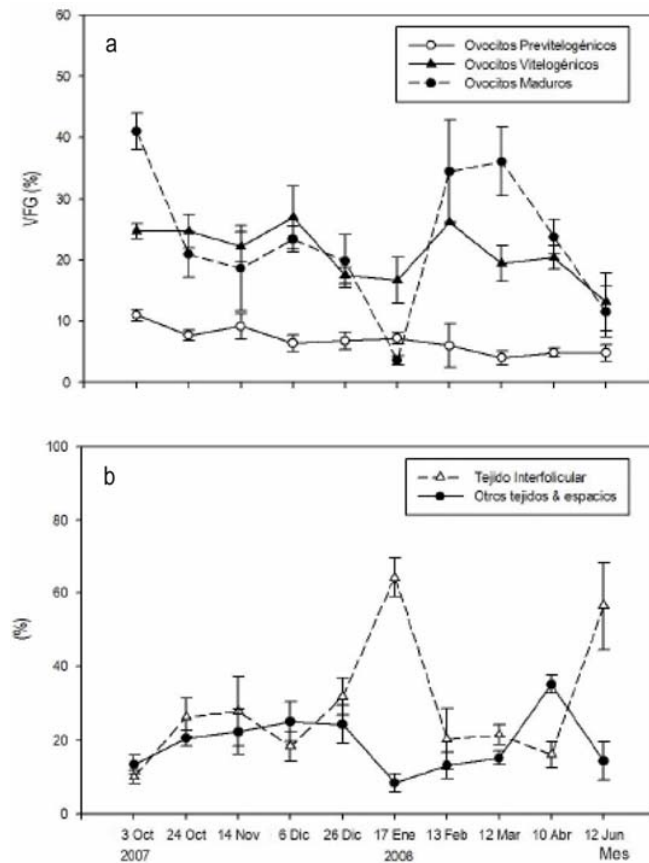 60
a
Ovocitos Previtelogénicos
Ovocitos Vitelogénicos
Ovocitos Maduros
50
40
VFG (%)
30
20
10
0
100
b
Tejido Interfolicular
Otros tejidos & espacios
80
60
(%)
40
20
0
3 Oct 24 Oct 14 Nov 6 Dic 26 Dic 17 Ene 13 Feb 12 Mar 10 Abr 12 Jun
2007 2008 Mes